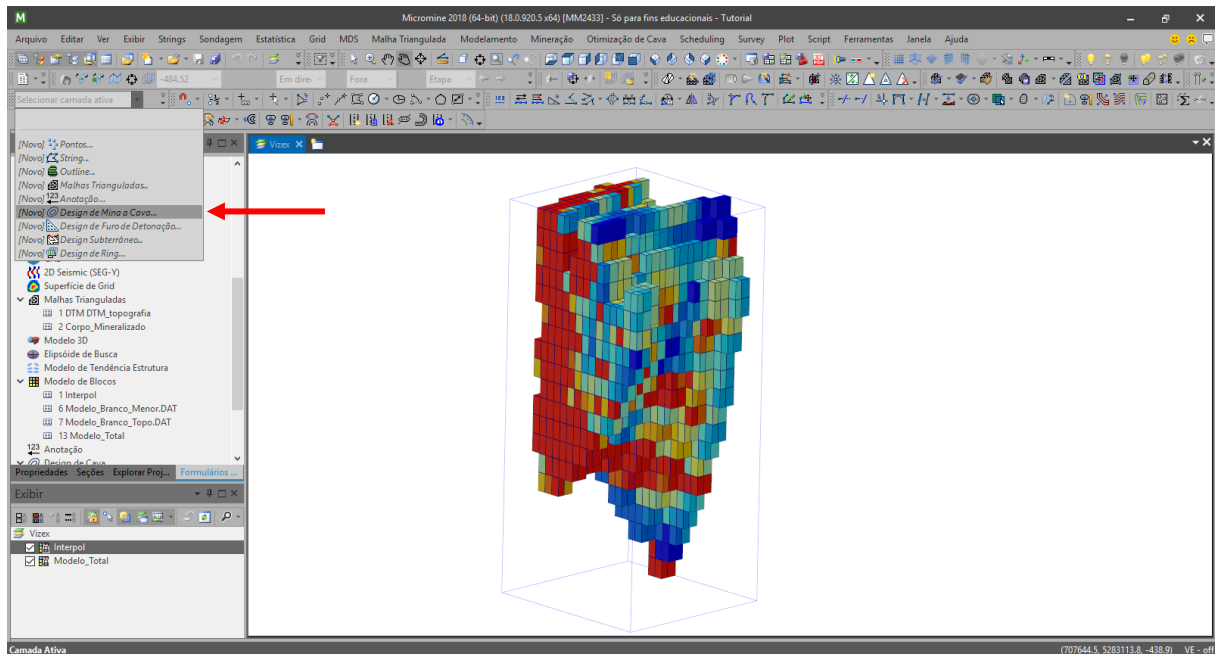 Micromine 2018 (64-bit) (18.0.920.5 x64) [MM2433] - Só para fins educacionais - Tutorial
Arquivo Editar Ver Exibir Strings Sondagem Estatística Grid MDS Malha Triangulada Modelamento Mineração Otimização de Cava Scheduling Survey Plot Script Ferramentas Janela Ajuda
-484.52 Em dire Fora Etapa
Selecionar camada ativa
[Novo] Pontos...
[Novo] String...
[Novo] Outline...
[Novo] Malhas Trianguladas..
[Novo] 123 Anotação...
[Novo] Design de Mina a Cava...
[Novo] Design de Furo de Detonação...
[Novo] Design Subterrâneo..
[Novo] Design de Ring...
Vizex
2D Seismic (SEG-Y)
Superfície de Grid
Malhas Trianguladas
1 DTM DTM_topografia
2 Corpo_Mineralizado
Modelo 3D
Elipsóide de Busca
Modelo de Tendência Estrutura
Modelo de Blocos
1 Interpol
6 Modelo_Branco_Menor.DAT
7 Modelo_Branco_Topo.DAT
13 Modelo_Total
123 Anotação
Design de Cava
Propriedades Seções Explorar Proj... Formulários ...
Exibir
Vizex
Interpol
Modelo_Total
Camada Ativa (707644.5, 5283113.8, -438.9) VE - off